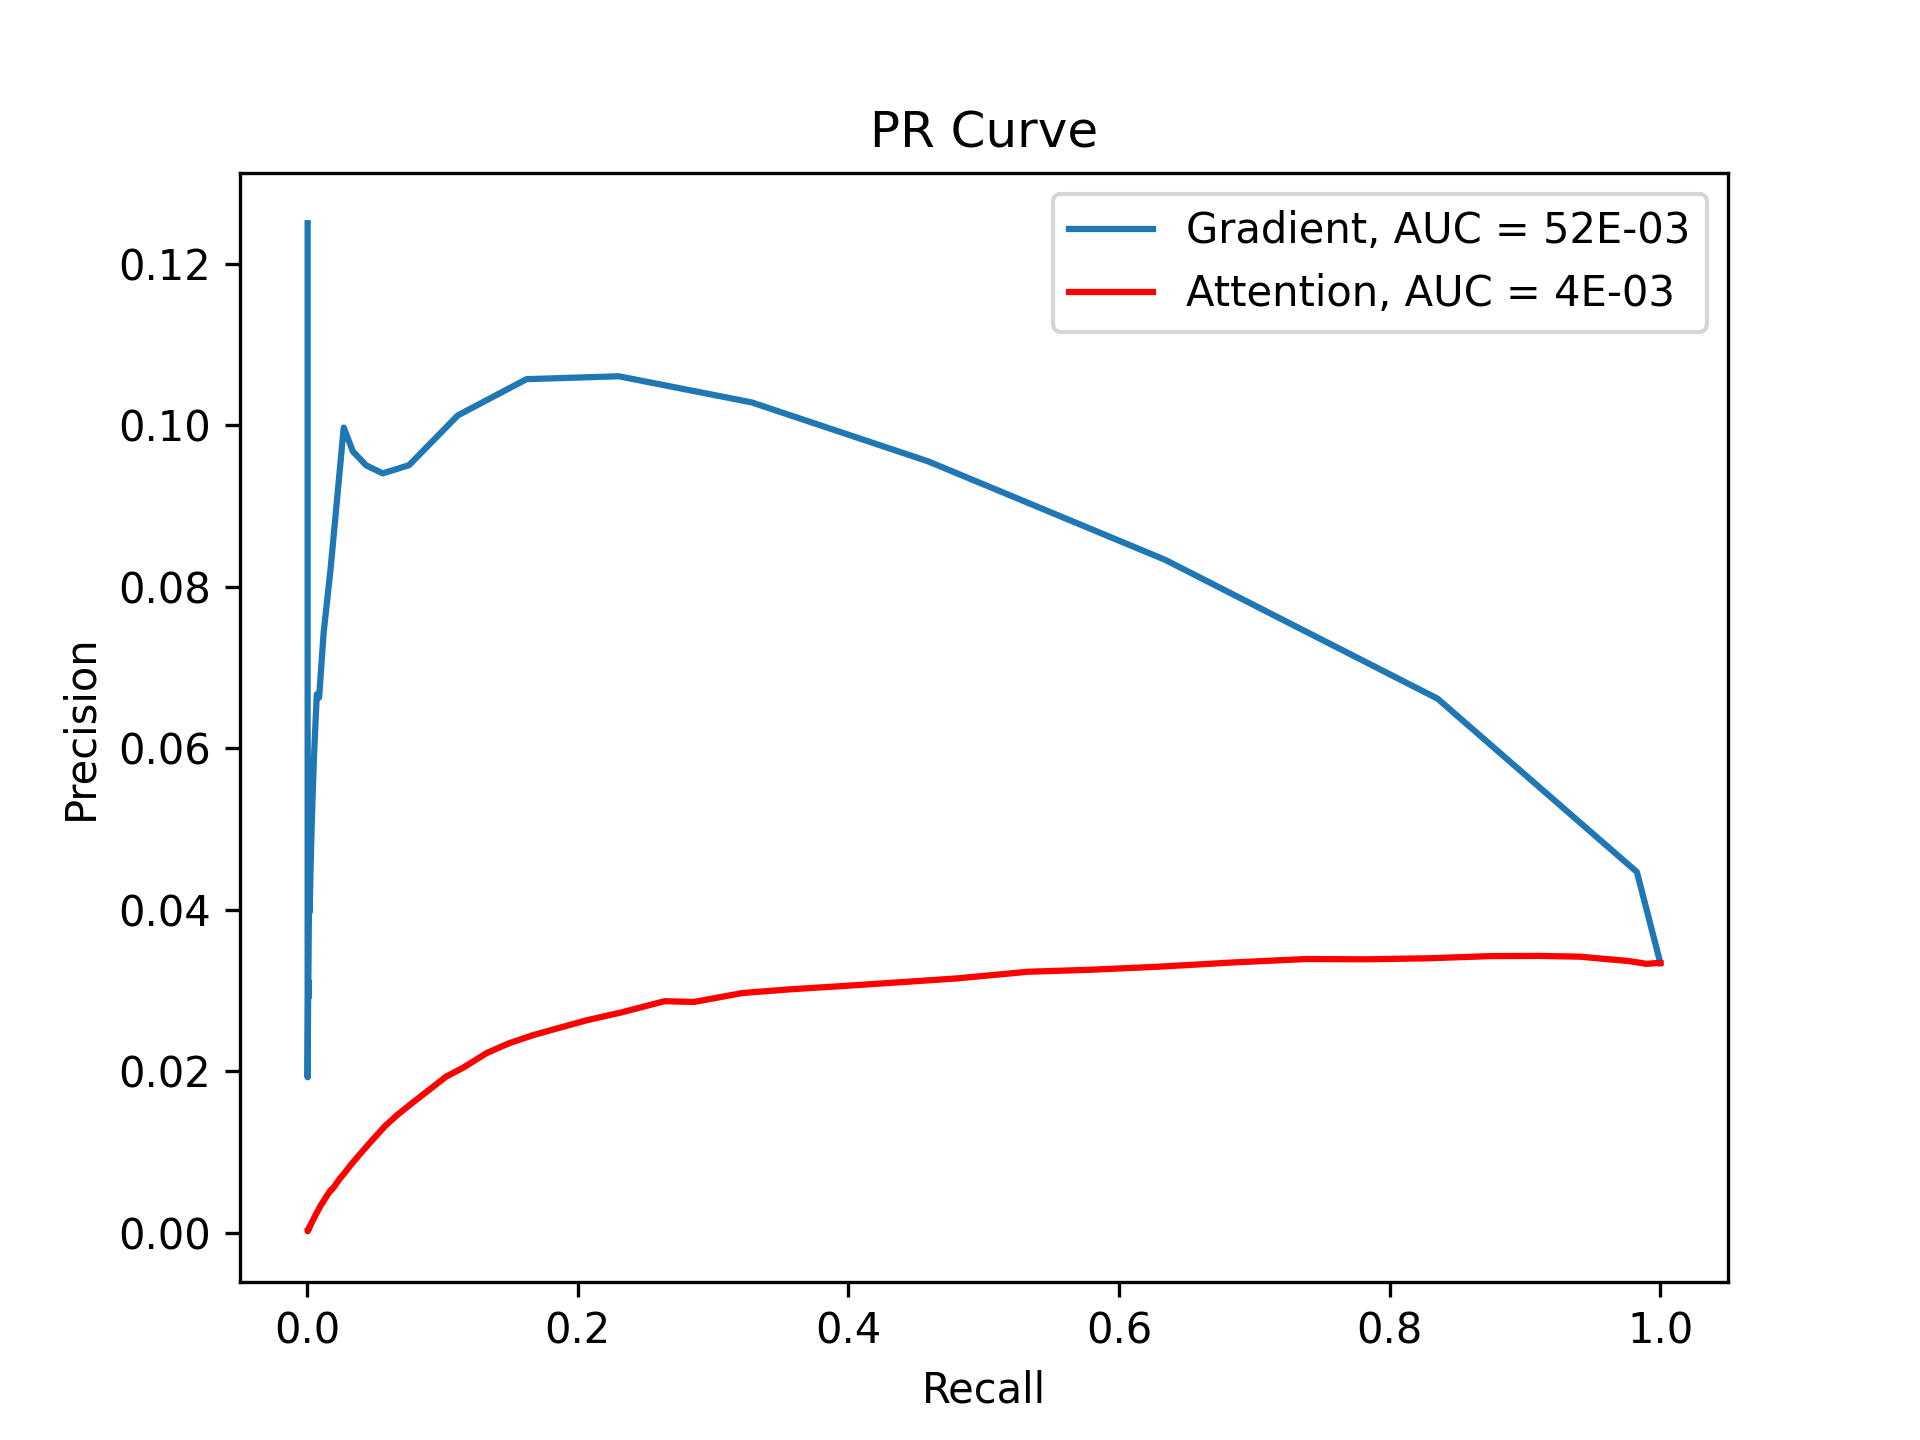 PR Curve
Gradient, AUC = 52E-03
Attention, AUC = 4E-03
0.12
0.10
0.08
0.06
0.04
0.02
0.00
Precision
0.0 0.2 0.4 0.6 0.8 1.0
Recall